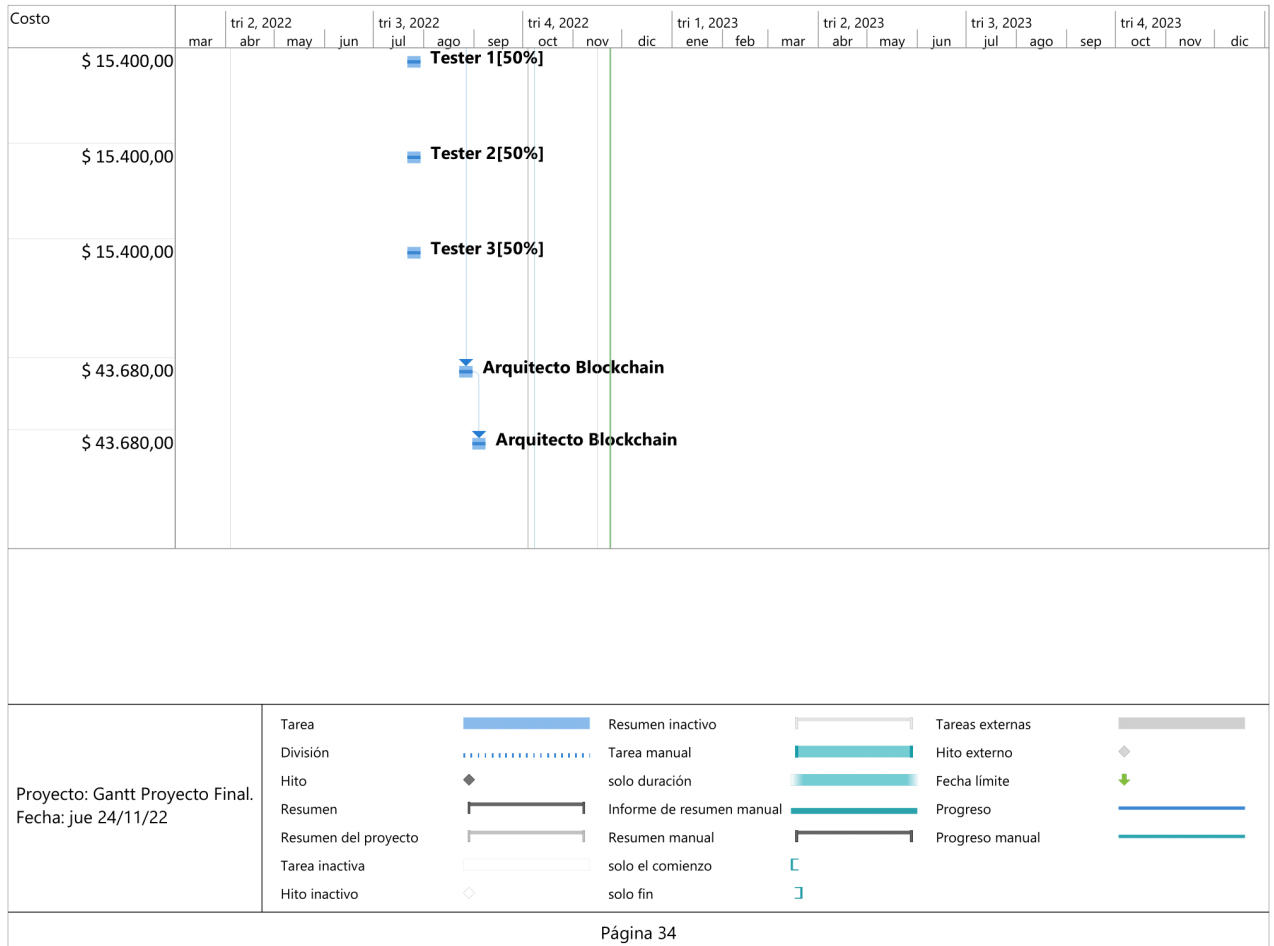 Costo
tri 2, 2022 tri 3, 2022 tri 4, 2022 tri 1, 2023 tri 2, 2023 tri 3, 2023 tri 4, 2023
mar abr may jun jul ago sep oct nov dic ene feb mar abr may jun jul ago sep oct nov dic
$ 15.400,00 Tester 1[50%]
$ 15.400,00 Tester 2[50%]
$ 15.400,00 Tester 3[50%]
$ 43.680,00 Arquitecto Blockchain
$ 43.680,00 Arquitecto Blockchain
Proyecto: Gantt Proyecto Final.
Fecha: jue 24/11/22
Tarea
División
Hito
Resumen
Resumen del proyecto
Tarea inactiva
Hito inactivo
Resumen inactivo
Tarea manual
solo duración
Informe de resumen manual
Resumen manual
solo el comienzo
solo fin
Tareas externas
Hito externo
Fecha límite
Progreso
Progreso manual
Página 34